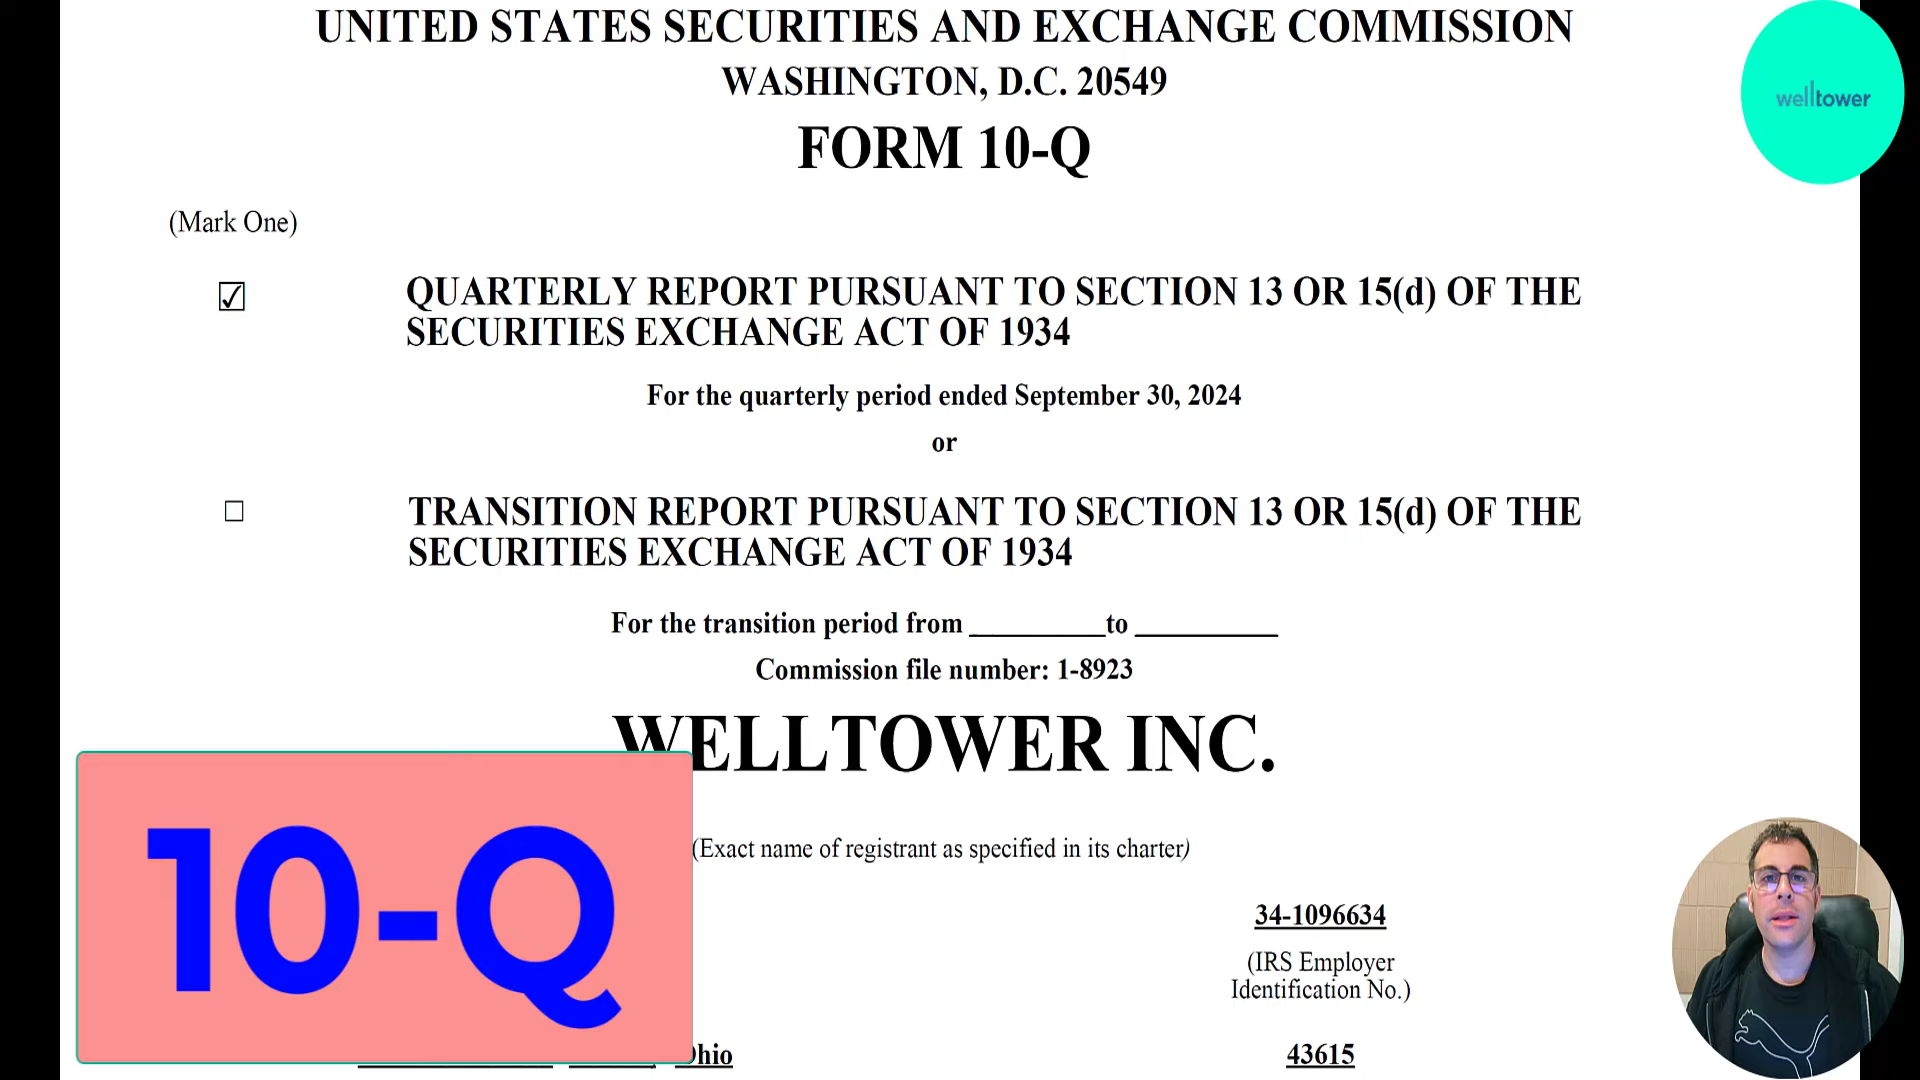 UNITED STATES SECURITIES AND EXCHANGE COMMISSION
WASHINGTON, D.C. 20549
FORM 10-Q
welltower
(Mark One)
☑ QUARTERLY REPORT PURSUANT TO SECTION 13 OR 15(d) OF THE
SECURITIES EXCHANGE ACT OF 1934
For the quarterly period ended September 30, 2024
or
☐ TRANSITION REPORT PURSUANT TO SECTION 13 OR 15(d) OF THE
SECURITIES EXCHANGE ACT OF 1934
For the transition period from __________to __________
Commission file number: 1-8923
WELLTOWER INC.
(Exact name of registrant as specified in its charter)
10-Q
34-1096634
(IRS Employer
Identification No.)
43615